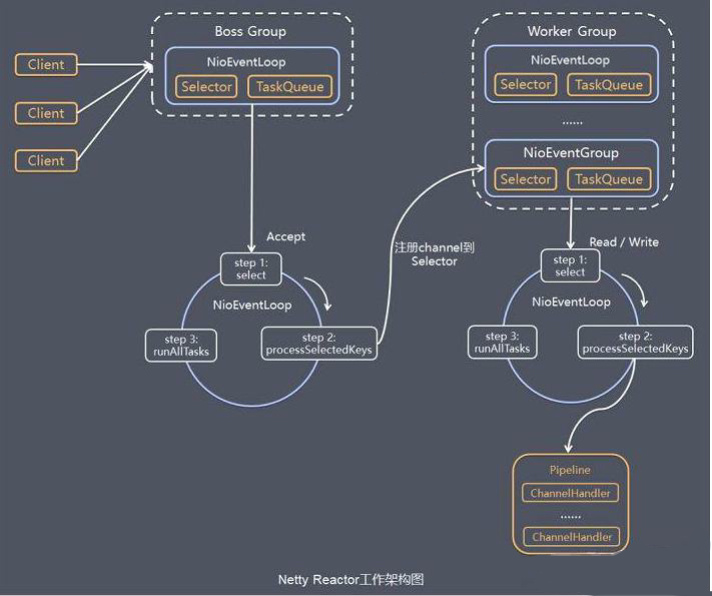 Boss Group
NioEventLoop
Selector
TaskQueue
Client
Client
Client
Worker Group
NioEventLoop
Selector
TaskQueue
......
NioEventGroup
Selector
TaskQueue
Accept
step 1:
select
NioEventLoop
step 2:
processSelectedKeys
step 3:
runAllTasks
注册channel到
Selector
Read / Write
step 1:
select
NioEventLoop
step 2:
processSelectedKeys
step 3:
runAllTasks
Pipeline
ChannelHandler
......
ChannelHandler
Netty Reactor工作架构图